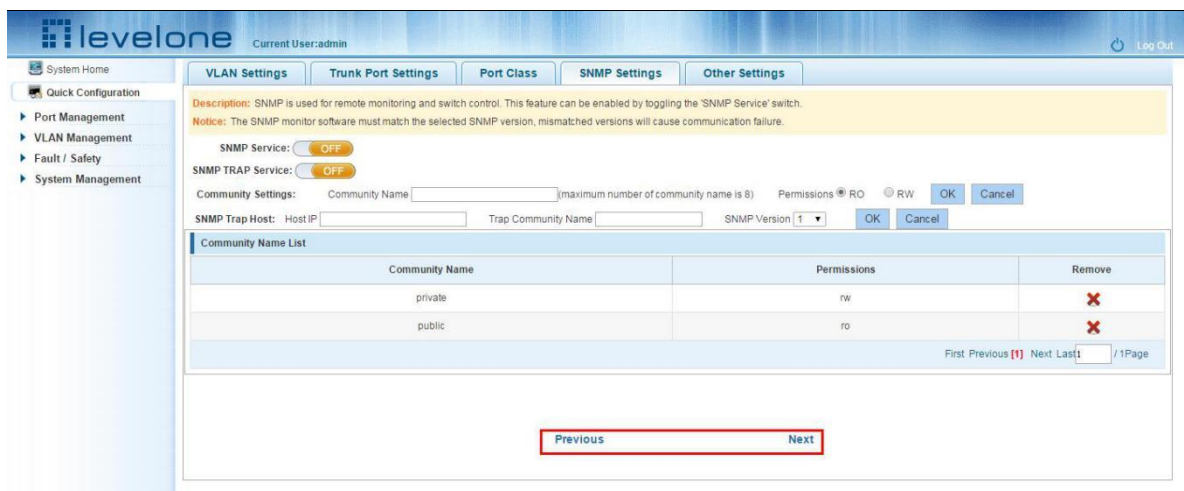 levelone Current User:admin Log Out
System Home
Quick Configuration
Port Management
VLAN Management
Fault / Safety
System Management
VLAN Settings Trunk Port Settings Port Class SNMP Settings Other Settings
Description: SNMP is used for remote monitoring and switch control. This feature can be enabled by toggling the 'SNMP Service' switch.
Notice: The SNMP monitor software must match the selected SNMP version, mismatched versions will cause communication failure.
SNMP Service: OFF
SNMP TRAP Service: OFF
Community Settings: Community Name (maximum number of community name is 8) Permissions RO RW OK Cancel
SNMP Trap Host: Host IP Trap Community Name SNMP Version 1 OK Cancel
Community Name List
Community Name Permissions Remove
private rw
public ro
First Previous [1] Next Last 1 / 1Page
Previous Next